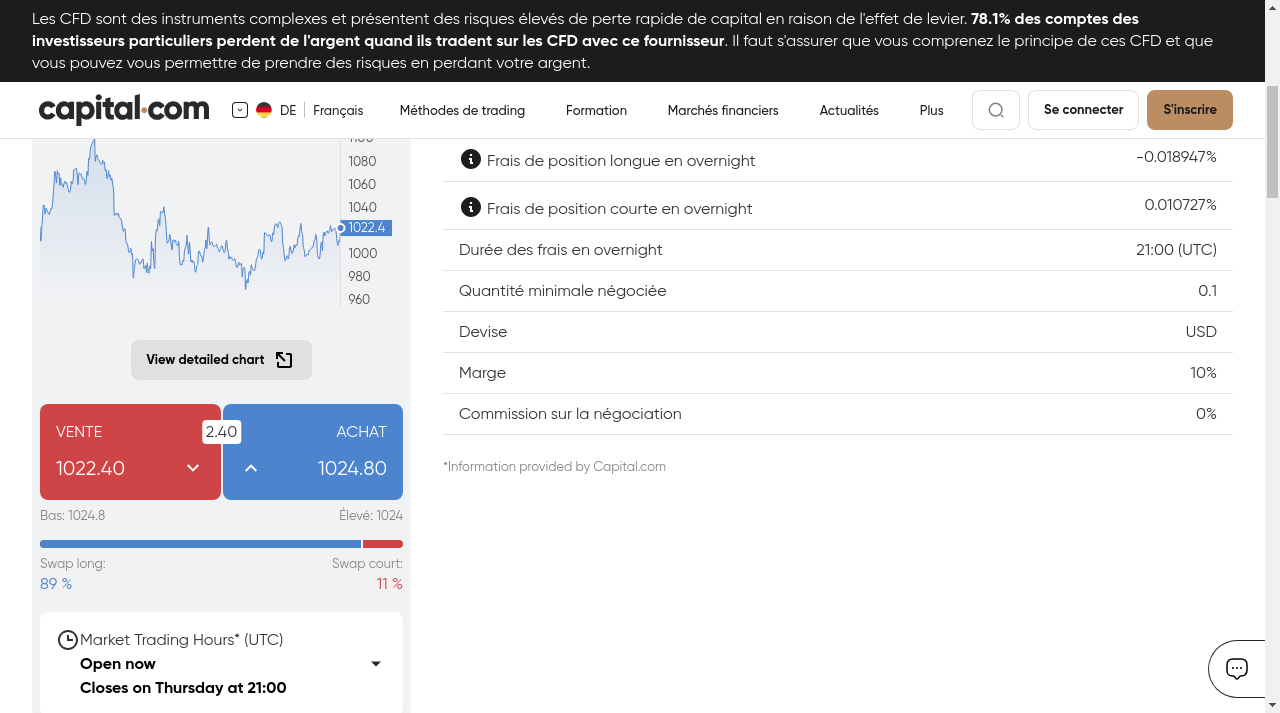 Les CFD sont des instruments complexes et présentent des risques élevés de perte rapide de capital en raison de l'effet de levier. 78.1% des comptes des
investisseurs particuliers perdent de l'argent quand ils tradent sur les CFD avec ce fournisseur. Il faut s'assurer que vous comprenez le principe de ces CFD et que
vous pouvez vous permettre de prendre des risques en perdant votre argent.
capital.com
DE
Français
Méthodes de trading
Formation
Marchés financiers
Actualités
Plus
Se connecter
S'inscrire
1080
1060
1040
1022.4
1000
980
960
View detailed chart
VENTE
2.40
ACHAT
1022.40
1024.80
Bas: 1024.8
Élevé: 1024
Swap long:
Swap court:
89 %
11 %
Market Trading Hours* (UTC)
Open now
Closes on Thursday at 21:00
Frais de position longue en overnight
-0.018947%
Frais de position courte en overnight
0.010727%
Durée des frais en overnight
21:00 (UTC)
Quantité minimale négociée
0.1
Devise
USD
Marge
10%
Commission sur la négociation
0%
*Information provided by Capital.com